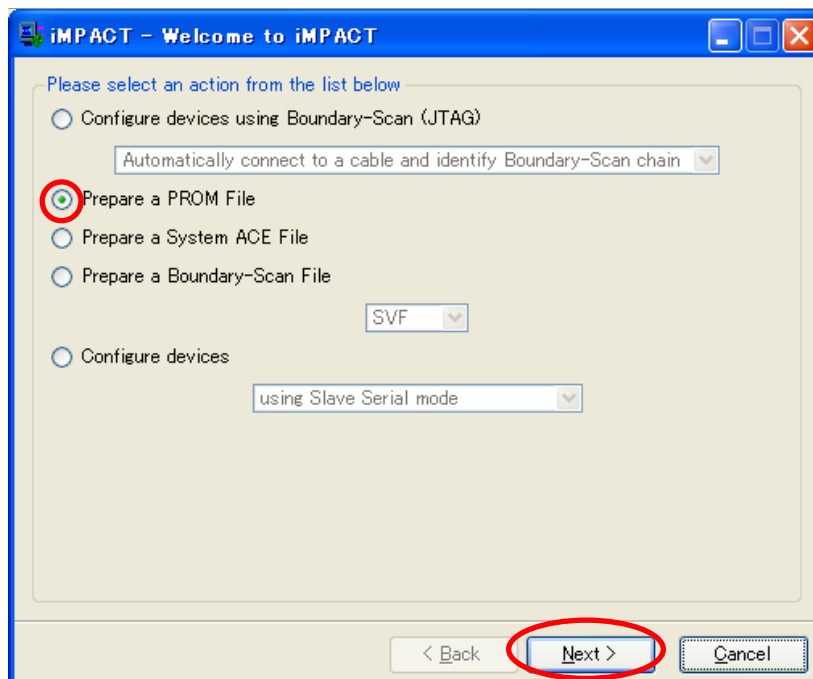 iMPACT - Welcome to iMPACT
Please select an action from the list below
Configure devices using Boundary-Scan (JTAG)
Automatically connect to a cable and identify Boundary-Scan chain
Prepare a PROM File
Prepare a System ACE File
Prepare a Boundary-Scan File
SVF
Configure devices
using Slave Serial mode
< Back Next > Cancel